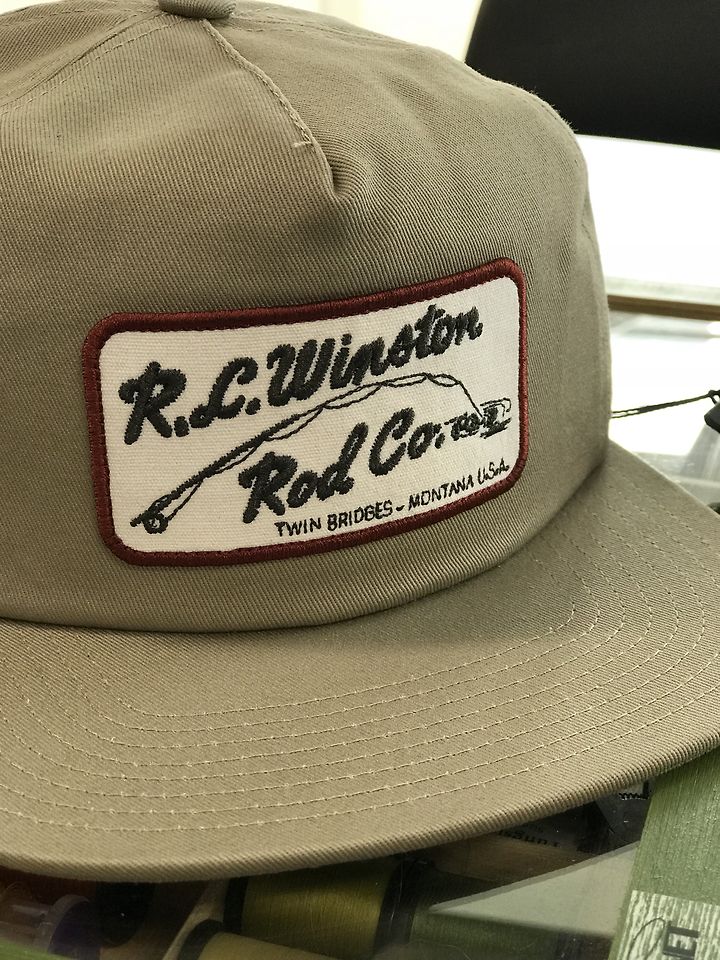 R.L. Winston
Rod Co.
TWIN BRIDGES - MONTANA U.S.A.